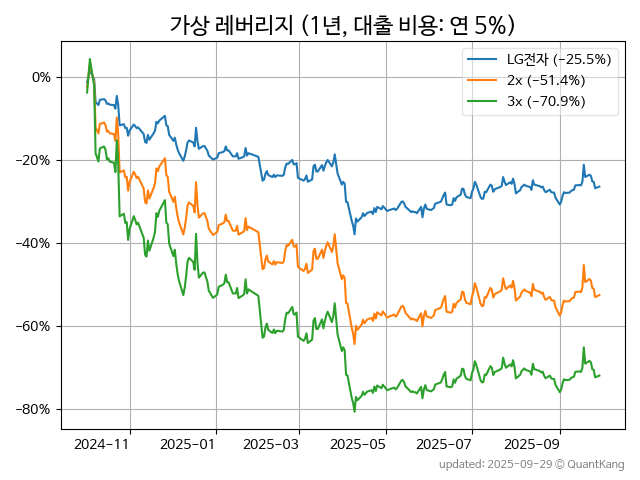 가상 레버리지 (1년, 대출 비용: 연 5%)
LG전자 (−25.5%)
2x (−51.4%)
3x (−70.9%)
0%
−20%
−40%
−60%
−80%
2024-11 2025-01 2025-03 2025-05 2025-07 2025-09
updated: 2025-09-29 © QuantKang